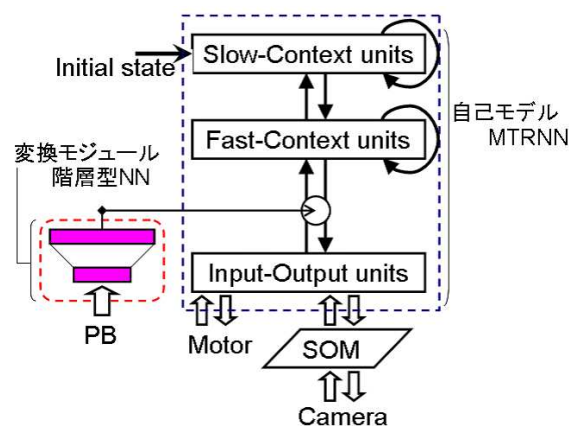 Slow-Context units
Initial state
自己モデル
MTRNN
Fast-Context units
変換モジュール
階層型NN
Input-Output units
PB
Motor
SOM
Camera